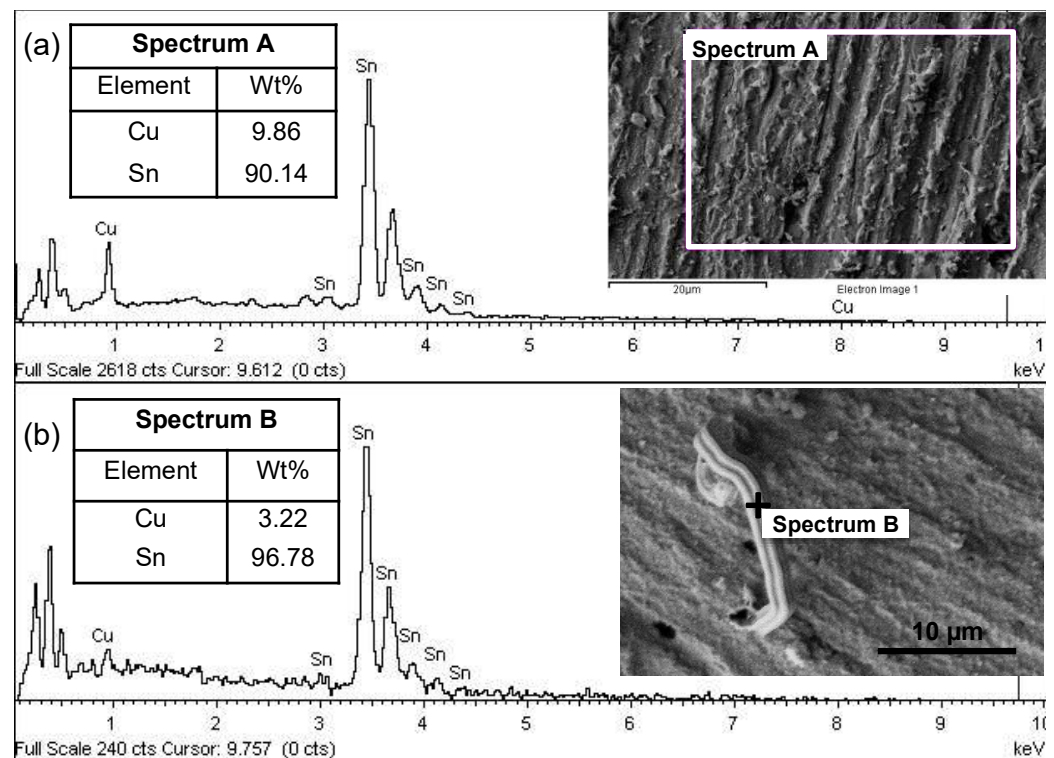 (a)
Spectrum A
Element Wt%
Cu 9.86
Sn 90.14
Sn
Cu
Sn
Sn
Sn
Sn
Cu
Spectrum A
20µm Electron Image 1
1 2 3 4 5 6 7 8 9 10
Full Scale 2618 cts Cursor: 9.612 (0 cts) keV
(b)
Spectrum B
Element Wt%
Cu 3.22
Sn 96.78
Sn
Sn
Cu
Sn
Sn
Sn
Sn
Spectrum B
10 µm
1 2 3 4 5 6 7 8 9 10
Full Scale 240 cts Cursor: 9.757 (0 cts) keV